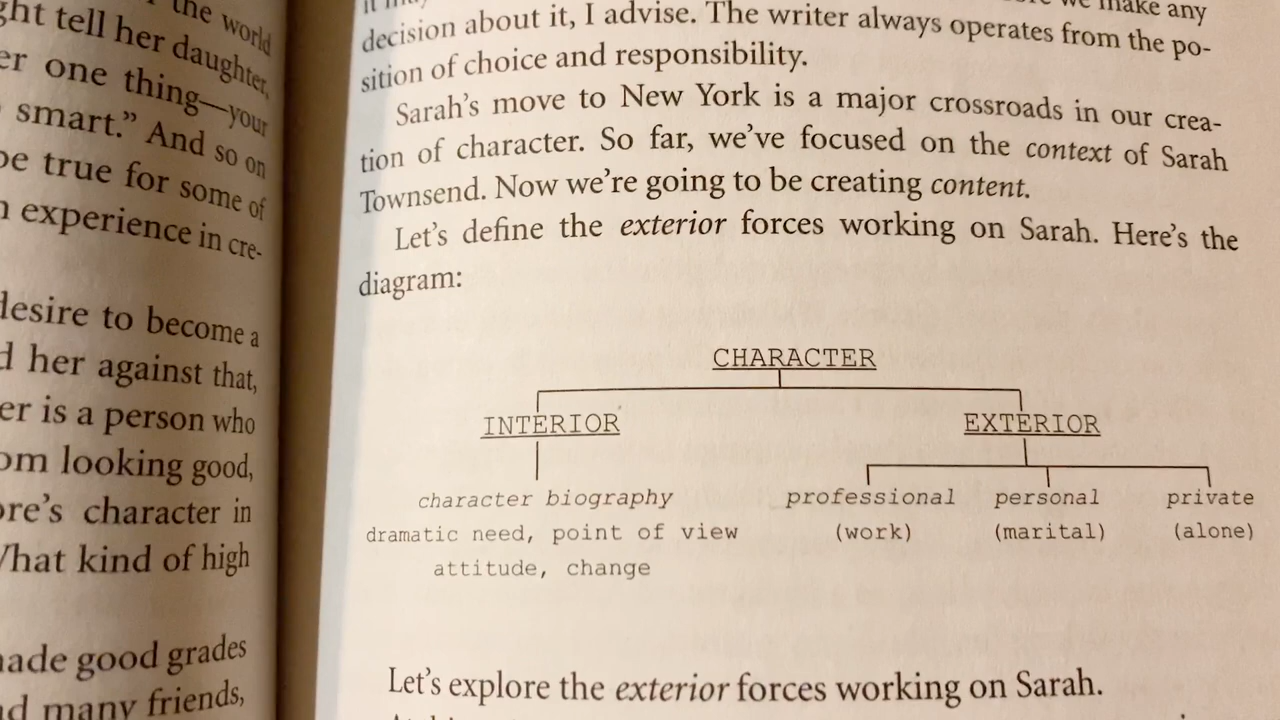 the world
ght tell her daughter,
er one thing—your
smart.” And so on
be true for some of
experience in cre-
desire to become a
d her against that,
er is a person who
om looking good,
ore’s character in
What kind of high
made good grades
nd many friends,
make any
decision about it, I advise. The writer always operates from the po-
sition of choice and responsibility.
Sarah’s move to New York is a major crossroads in our crea-
tion of character. So far, we’ve focused on the context of Sarah
Townsend. Now we’re going to be creating content.
Let’s define the exterior forces working on Sarah. Here’s the
diagram:
CHARACTER
INTERIOR EXTERIOR
character biography professional personal private
dramatic need, point of view (work) (marital) (alone)
attitude, change
Let’s explore the exterior forces working on Sarah.